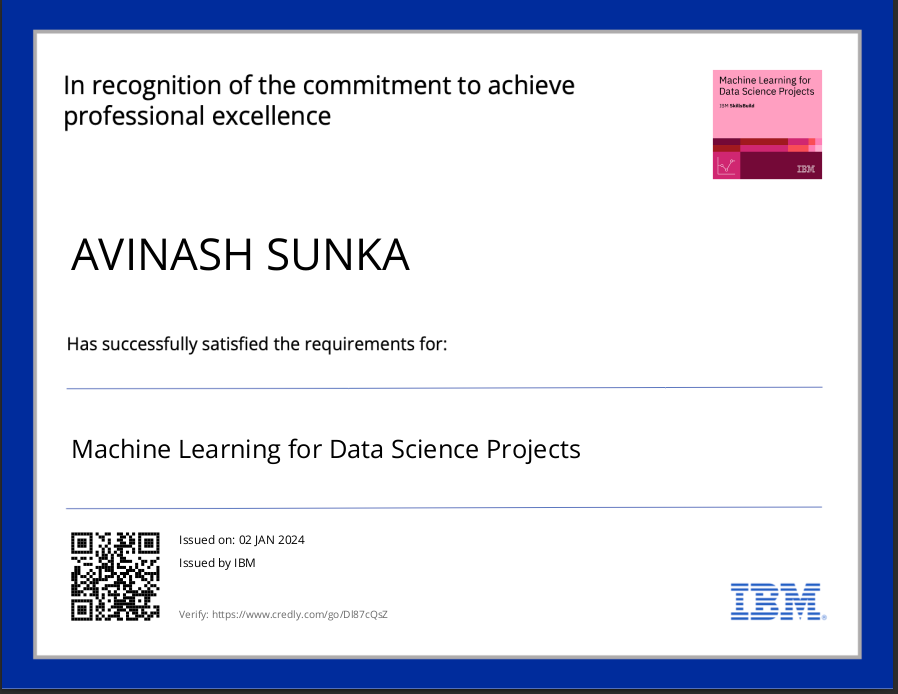 In recognition of the commitment to achieve
professional excellence
Machine Learning for
Data Science Projects
IBM SkillsBuild
IBM
AVINASH SUNKA
Has successfully satisfied the requirements for:
Machine Learning for Data Science Projects
Issued on: 02 JAN 2024
Issued by IBM
Verify: https://www.credly.com/go/Dl87cQsZ
IBM®